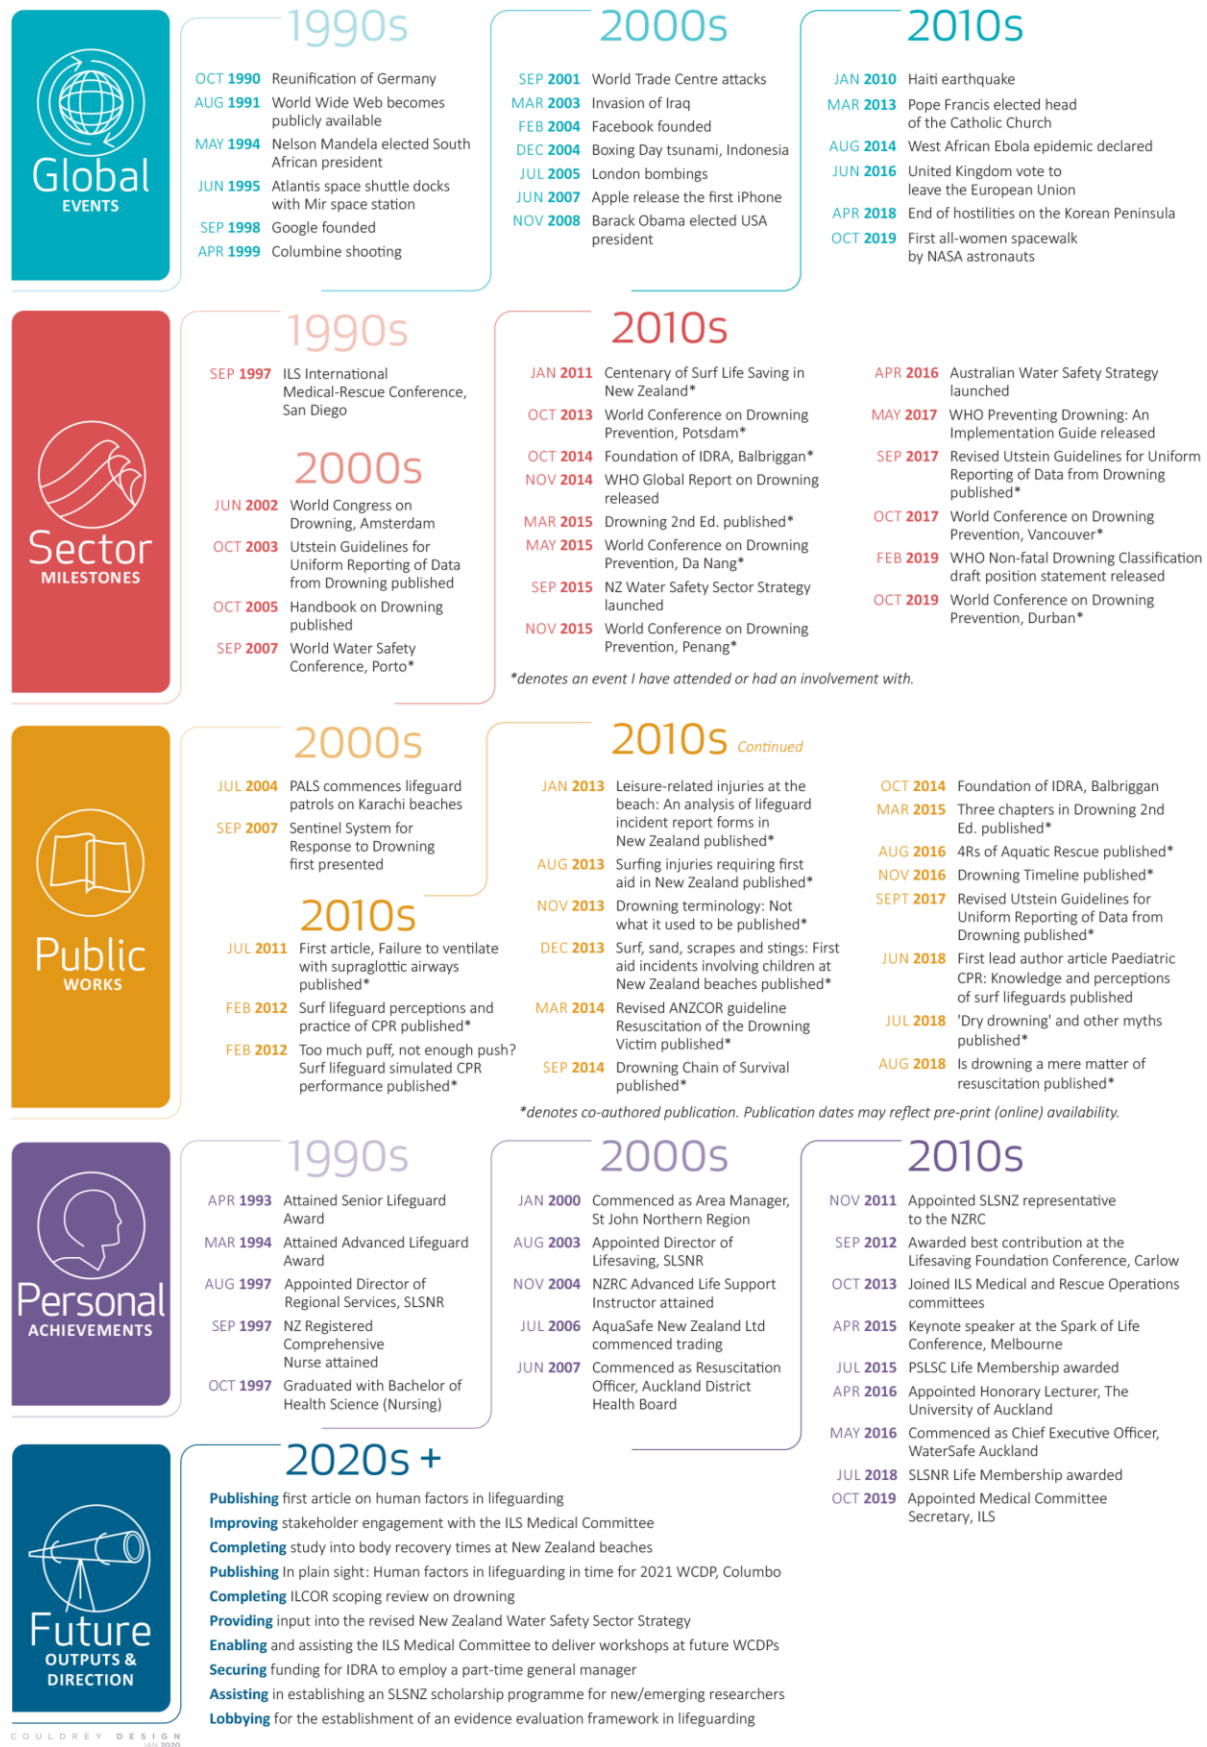 Global
EVENTS
1990s
OCT 1990 Reunification of Germany
AUG 1991 World Wide Web becomes
publicly available
MAY 1994 Nelson Mandela elected South
African president
JUN 1995 Atlantis space shuttle docks
with Mir space station
SEP 1998 Google founded
APR 1999 Columbine shooting
2000s
SEP 2001 World Trade Centre attacks
MAR 2003 Invasion of Iraq
FEB 2004 Facebook founded
DEC 2004 Boxing Day tsunami, Indonesia
JUL 2005 London bombings
JUN 2007 Apple release the first iPhone
NOV 2008 Barack Obama elected USA
president
2010s
JAN 2010 Haiti earthquake
MAR 2013 Pope Francis elected head
of the Catholic Church
AUG 2014 West African Ebola epidemic declared
JUN 2016 United Kingdom vote to
leave the European Union
APR 2018 End of hostilities on the Korean Peninsula
OCT 2019 First all-women spacewalk
by NASA astronauts
Sector
MILESTONES
1990s
SEP 1997 ILS International
Medical-Rescue Conference,
San Diego
2000s
JUN 2002 World Congress on
Drowning, Amsterdam
OCT 2003 Utstein Guidelines for
Uniform Reporting of Data
from Drowning published
OCT 2005 Handbook on Drowning
published
SEP 2007 World Water Safety
Conference, Porto*
2010s
JAN 2011 Centenary of Surf Life Saving in
New Zealand*
OCT 2013 World Conference on Drowning
Prevention, Potsdam*
OCT 2014 Foundation of IDRA, Balbriggan*
NOV 2014 WHO Global Report on Drowning
released
MAR 2015 Drowning 2nd Ed. published*
MAY 2015 World Conference on Drowning
Prevention, Da Nang*
SEP 2015 NZ Water Safety Sector Strategy
launched
NOV 2015 World Conference on Drowning
Prevention, Penang*
APR 2016 Australian Water Safety Strategy
launched
MAY 2017 WHO Preventing Drowning: An
Implementation Guide released
SEP 2017 Revised Utstein Guidelines for Uniform
Reporting of Data from Drowning
published*
OCT 2017 World Conference on Drowning
Prevention, Vancouver*
FEB 2019 WHO Non-fatal Drowning Classification
draft position statement released
OCT 2019 World Conference on Drowning
Prevention, Durban*
*denotes an event I have attended or had an involvement with.
Public
WORKS
2000s
JUL 2004 PALS commences lifeguard
patrols on Karachi beaches
SEP 2007 Sentinel System for
Response to Drowning
first presented
2010s
JUL 2011 First article, Failure to ventilate
with supraglottic airways
published*
FEB 2012 Surf lifeguard perceptions and
practice of CPR published*
FEB 2012 Too much puff, not enough push?
Surf lifeguard simulated CPR
performance published*
2010s Continued
JAN 2013 Leisure-related injuries at the
beach: An analysis of lifeguard
incident report forms in
New Zealand published*
AUG 2013 Surfing injuries requiring first
aid in New Zealand published*
NOV 2013 Drowning terminology: Not
what it used to be published*
DEC 2013 Surf, sand, scrapes and stings: First
aid incidents involving children at
New Zealand beaches published*
MAR 2014 Revised ANZCOR guideline
Resuscitation of the Drowning
Victim published*
SEP 2014 Drowning Chain of Survival
published*
OCT 2014 Foundation of IDRA, Balbriggan
MAR 2015 Three chapters in Drowning 2nd
Ed. published*
AUG 2016 4Rs of Aquatic Rescue published*
NOV 2016 Drowning Timeline published*
SEPT 2017 Revised Utstein Guidelines for
Uniform Reporting of Data from
Drowning published*
JUN 2018 First lead author article Paediatric
CPR: Knowledge and perceptions
of surf lifeguards published
JUL 2018 'Dry drowning' and other myths
published*
AUG 2018 Is drowning a mere matter of
resuscitation published*
*denotes co-authored publication. Publication dates may reflect pre-print (online) availability.
Personal
ACHIEVEMENTS
1990s
APR 1993 Attained Senior Lifeguard
Award
MAR 1994 Attained Advanced Lifeguard
Award
AUG 1997 Appointed Director of
Regional Services, SLSNR
SEP 1997 NZ Registered
Comprehensive
Nurse attained
OCT 1997 Graduated with Bachelor of
Health Science (Nursing)
2000s
JAN 2000 Commenced as Area Manager,
St John Northern Region
AUG 2003 Appointed Director of
Lifesaving, SLSNR
NOV 2004 NZRC Advanced Life Support
Instructor attained
JUL 2006 AquaSafe New Zealand Ltd
commenced trading
JUN 2007 Commenced as Resuscitation
Officer, Auckland District
Health Board
2010s
NOV 2011 Appointed SLSNZ representative
to the NZRC
SEP 2012 Awarded best contribution at the
Lifesaving Foundation Conference, Carlow
OCT 2013 Joined ILS Medical and Rescue Operations
committees
APR 2015 Keynote speaker at the Spark of Life
Conference, Melbourne
JUL 2015 PSLSC Life Membership awarded
APR 2016 Appointed Honorary Lecturer, The
University of Auckland
MAY 2016 Commenced as Chief Executive Officer,
WaterSafe Auckland
JUL 2018 SLSNR Life Membership awarded
OCT 2019 Appointed Medical Committee
Secretary, ILS
Future
OUTPUTS &
DIRECTION
2020s +
Publishing first article on human factors in lifeguarding
Improving stakeholder engagement with the ILS Medical Committee
Completing study into body recovery times at New Zealand beaches
Publishing In plain sight: Human factors in lifeguarding in time for 2021 WCDP, Columbo
Completing ILCOR scoping review on drowning
Providing input into the revised New Zealand Water Safety Sector Strategy
Enabling and assisting the ILS Medical Committee to deliver workshops at future WCDPs
Securing funding for IDRA to employ a part-time general manager
Assisting in establishing an SLSNZ scholarship programme for new/emerging researchers
Lobbying for the establishment of an evidence evaluation framework in lifeguarding
COULDREY DESIGN
JAN 2020